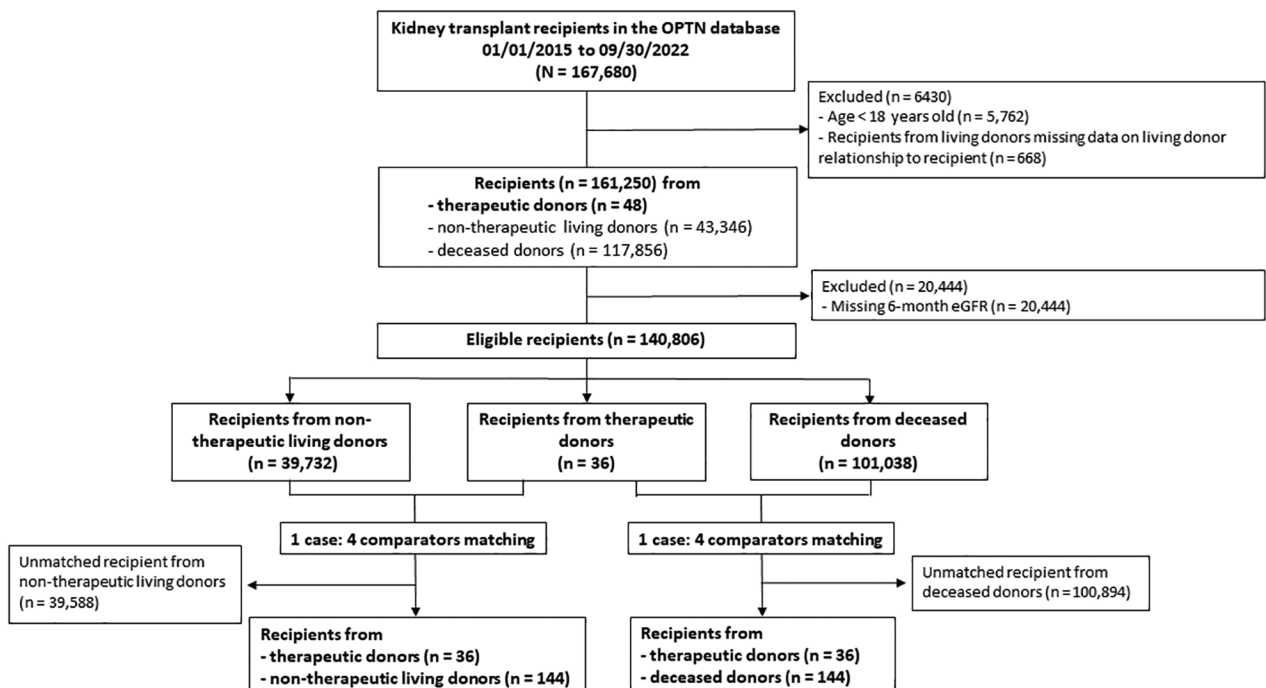 Kidney transplant recipients in the OPTN database
01/01/2015 to 09/30/2022
(N = 167,680)
Excluded (n = 6430)
- Age < 18 years old (n = 5,762)
- Recipients from living donors missing data on living donor
relationship to recipient (n = 668)
Recipients (n = 161,250) from
- therapeutic donors (n = 48)
- non-therapeutic living donors (n = 43,346)
- deceased donors (n = 117,856)
Excluded (n = 20,444)
- Missing 6-month eGFR (n = 20,444)
Eligible recipients (n = 140,806)
Recipients from non-
therapeutic living donors
(n = 39,732)
Recipients from therapeutic
donors
(n = 36)
Recipients from deceased
donors
(n = 101,038)
1 case: 4 comparators matching
1 case: 4 comparators matching
Unmatched recipient from
non-therapeutic living donors
(n = 39,588)
Unmatched recipient from
deceased donors (n =100,894)
Recipients from
- therapeutic donors (n = 36)
- non-therapeutic living donors (n = 144)
Recipients from
- therapeutic donors (n = 36)
- deceased donors (n = 144)